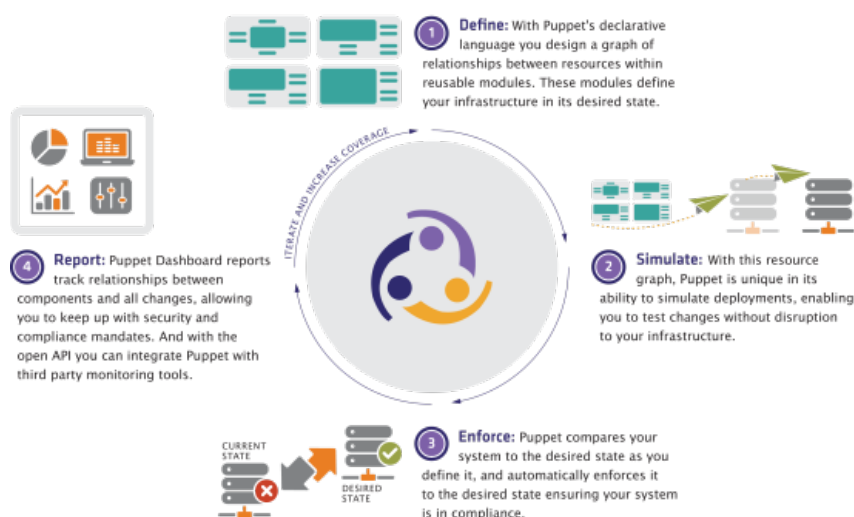 1 Define: With Puppet's declarative
language you design a graph of
relationships between resources within
reusable modules. These modules define
your infrastructure in its desired state.
ITERATE AND INCREASE COVERAGE
2 Simulate: With this resource
graph, Puppet is unique in its
ability to simulate deployments, enabling
you to test changes without disruption
to your infrastructure.
3 Enforce: Puppet compares your
system to the desired state as you
define it, and automatically enforces it
to the desired state ensuring your system
is in compliance.
CURRENT
STATE
DESIRED
STATE
4 Report: Puppet Dashboard reports
track relationships between
components and all changes, allowing
you to keep up with security and
compliance mandates. And with the
open API you can integrate Puppet with
third party monitoring tools.